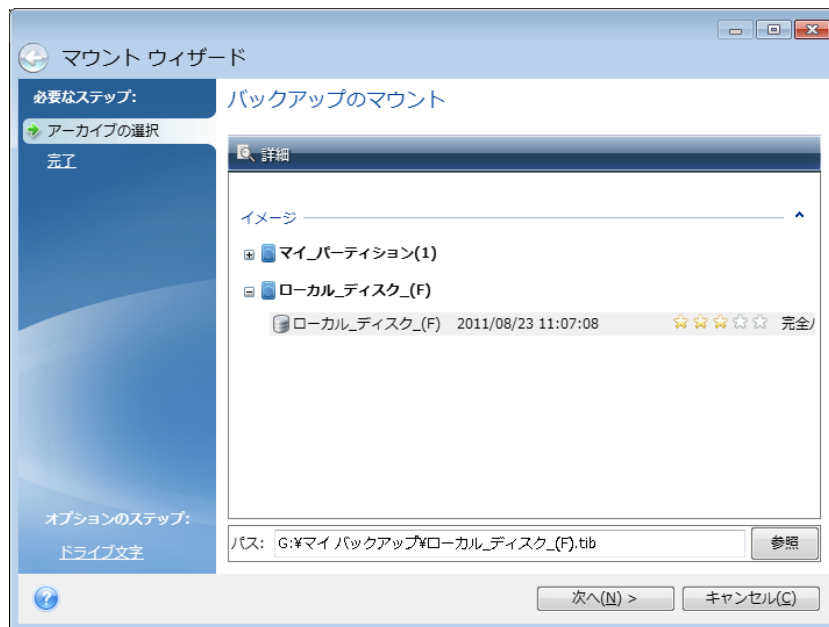 マウント ウィザード
必要なステップ:
アーカイブの選択
完了
オプションのステップ:
ドライブ文字
バックアップのマウント
詳細
イメージ
マイ_パーティション(1)
ローカル_ディスク_(F)
ローカル_ディスク_(F) 2011/08/23 11:07:08 完全
パス: G:¥マイ バックアップ¥ローカル_ディスク_(F).tib 参照
次へ(N) > キャンセル(C)